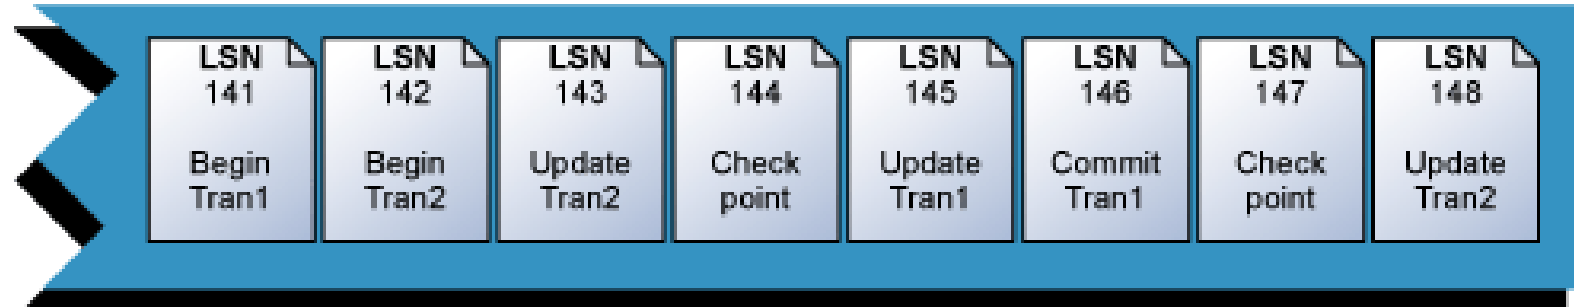 LSN
141
Begin
Tran1
LSN
142
Begin
Tran2
LSN
143
Update
Tran2
LSN
144
Check
point
LSN
145
Update
Tran1
LSN
146
Commit
Tran1
LSN
147
Check
point
LSN
148
Update
Tran2